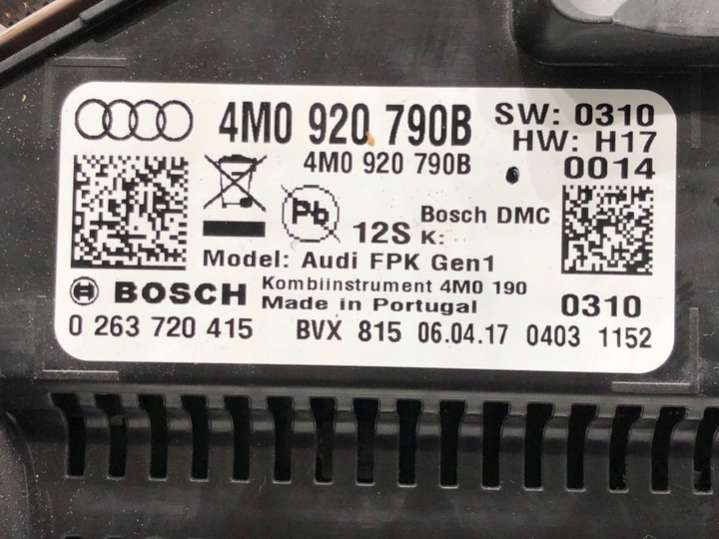 4M0 920 790B SW: 0310
HW: H17
4M0 920 790B 0014
Pb
Bosch DMC
12S K:
Model: Audi FPK Gen1
BOSCH Kombiinstrument 4M0 190
Made in Portugal 0310
0 263 720 415 BVX 815 06.04.17 0403 1152